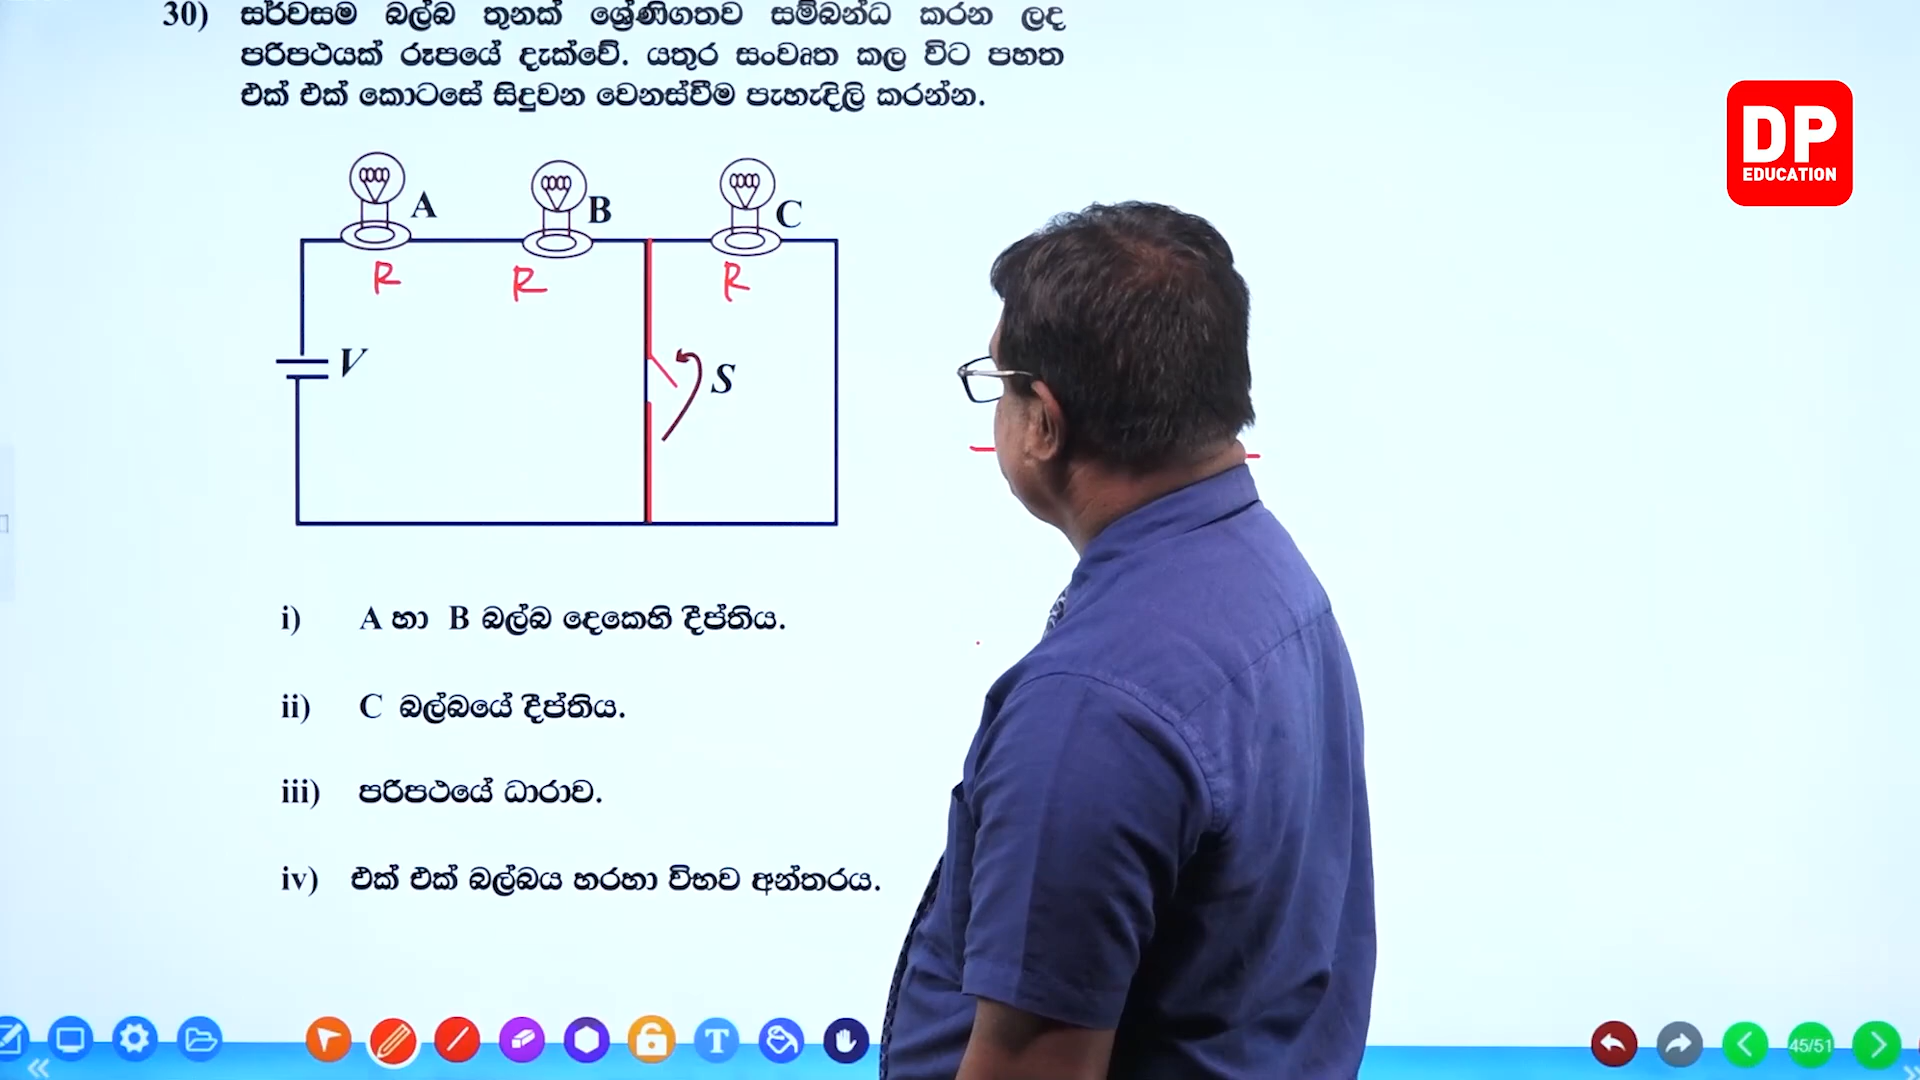 30) සර්වසම බල්බ තුනක් ශ්‍රේණිගතව සම්බන්ධ කරන ලද
පරිපථයක් රූපයේ දැක්වේ. යතුර සංවෘත කල විට පහත
එක් එක් කොටසේ සිදුවන වෙනස්වීම පැහැදිලි කරන්න.
DP
EDUCATION
A B C
R R R
V S
i) A හා B බල්බ දෙකෙහි දීප්තිය.
ii) C බල්බයේ දීප්තිය.
iii) පරිපථයේ ධාරාව.
iv) එක් එක් බල්බය හරහා විභව අන්තරය.
T
45/51